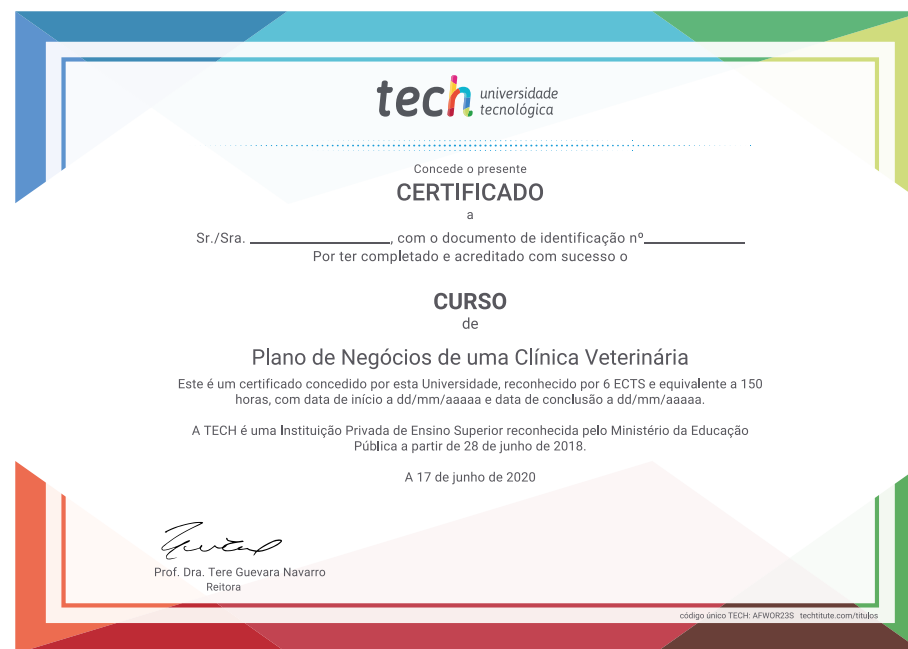 tech universidade
tecnológica
Concede o presente
CERTIFICADO
a
Sr./Sra. ____________________, com o documento de identificação nº______________
Por ter completado e acreditado com sucesso o
CURSO
de
Plano de Negócios de uma Clínica Veterinária
Este é um certificado concedido por esta Universidade, reconhecido por 6 ECTS e equivalente a 150
horas, com data de início a dd/mm/aaaaa e data de conclusão a dd/mm/aaaaa.
A TECH é uma Instituição Privada de Ensino Superior reconhecida pelo Ministério da Educação
Pública a partir de 28 de junho de 2018.
A 17 de junho de 2020
Prof. Dra. Tere Guevara Navarro
Reitora
código único TECH: AFWOR23S techtitute.com/titulos